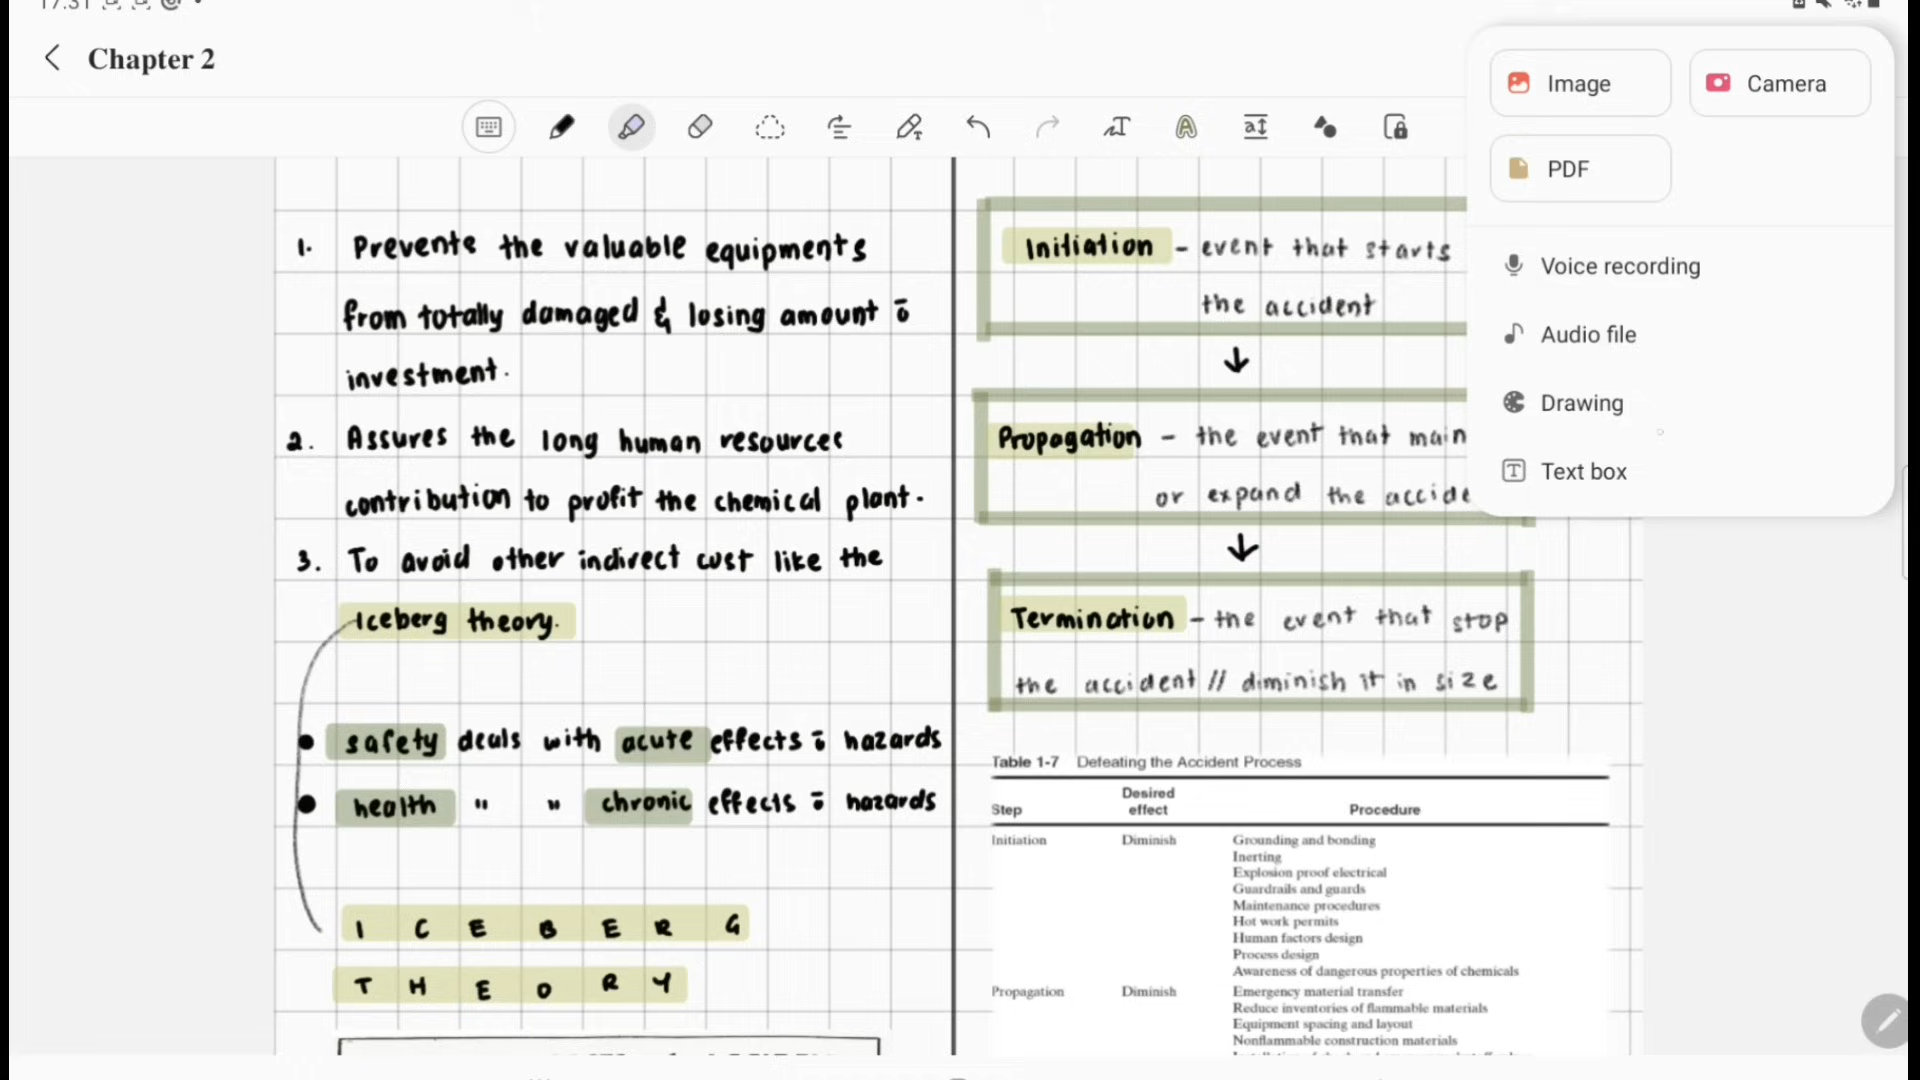 17:31
Chapter 2
Image
Camera
PDF
Voice recording
Audio file
Drawing
Text box
1. Prevente the valuable equipments
from totally damaged & losing amount ō
investment.
2. Assures the long human resources
contribution to profit the chemical plant.
3. To avoid other indirect cost like the
Iceberg theory.
• safety deals with acute effects ō hazards
• health " " chronic effects ō hazards
I C E B E R G
T H E O R Y
Initiation - event that starts
the accident
↓
Propagation - the event that main
or expand the accide
↓
Termination - the event that stop
the accident // diminish it in size
Table 1-7 Defeating the Accident Process
Step Desired effect Procedure
Initiation Diminish Grounding and bonding
Inerting
Explosion proof electrical
Guardrails and guards
Maintenance procedures
Hot work permits
Human factors design
Process design
Awareness of dangerous properties of chemicals
Propagation Diminish Emergency material transfer
Reduce inventories of flammable materials
Equipment spacing and layout
Nonflammable construction materials